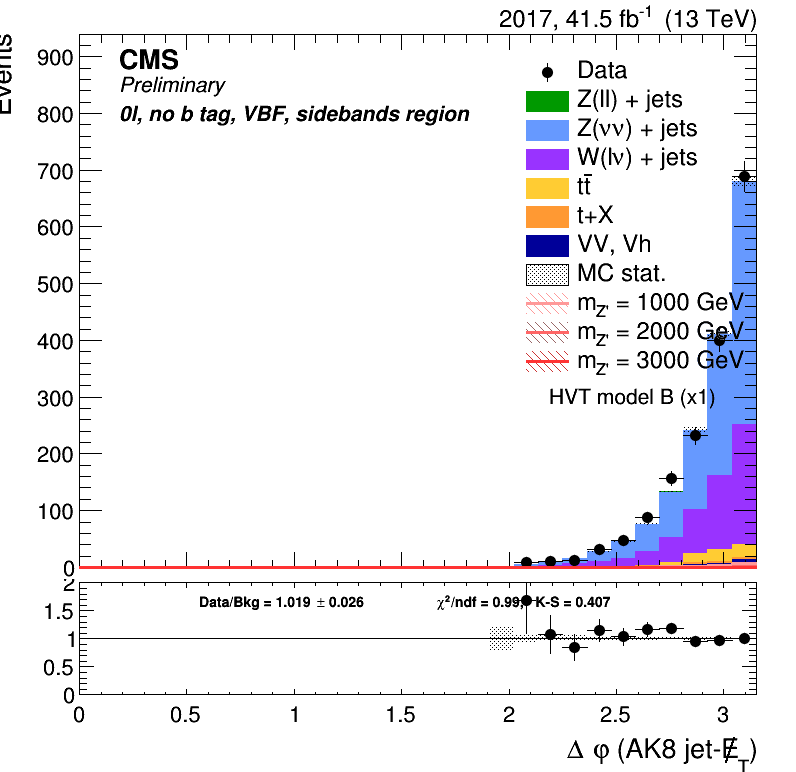 2017, 41.5 fb⁻¹ (13 TeV)
Events
CMS
Preliminary
0l, no b tag, VBF, sidebands region
Data
Z(ll) + jets
Z(νν) + jets
W(lν) + jets
tt̄
t+X
VV, Vh
MC stat.
m_Z' = 1000 GeV
m_Z' = 2000 GeV
m_Z' = 3000 GeV
HVT model B (x1)
900
800
700
600
500
400
300
200
100
0
Data/Bkg = 1.019 ± 0.026
χ²/ndf = 0.99, K-S = 0.407
2
1.5
1
0.5
0
0 0.5 1 1.5 2 2.5 3
Δ φ (AK8 jet-E̸_T)